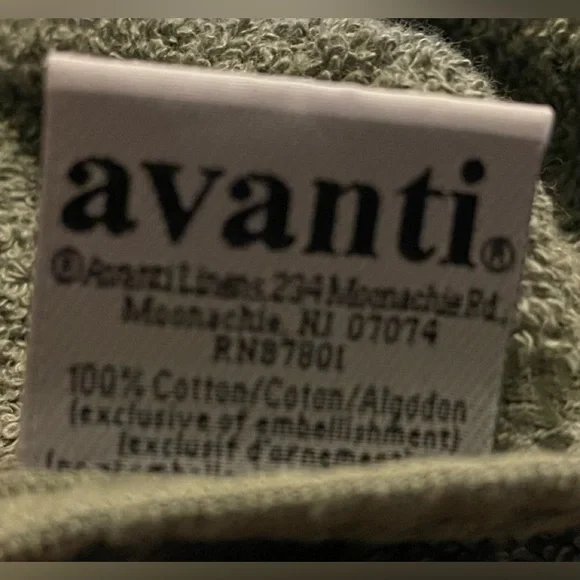 avanti®
©Avanti Linens, 234 Moonachie Rd.,
Moonachie, NJ 07074
RN87801
100% Cotton/Coton/Algodon
(exclusive of embellishment)
(exclusif d'ornement)